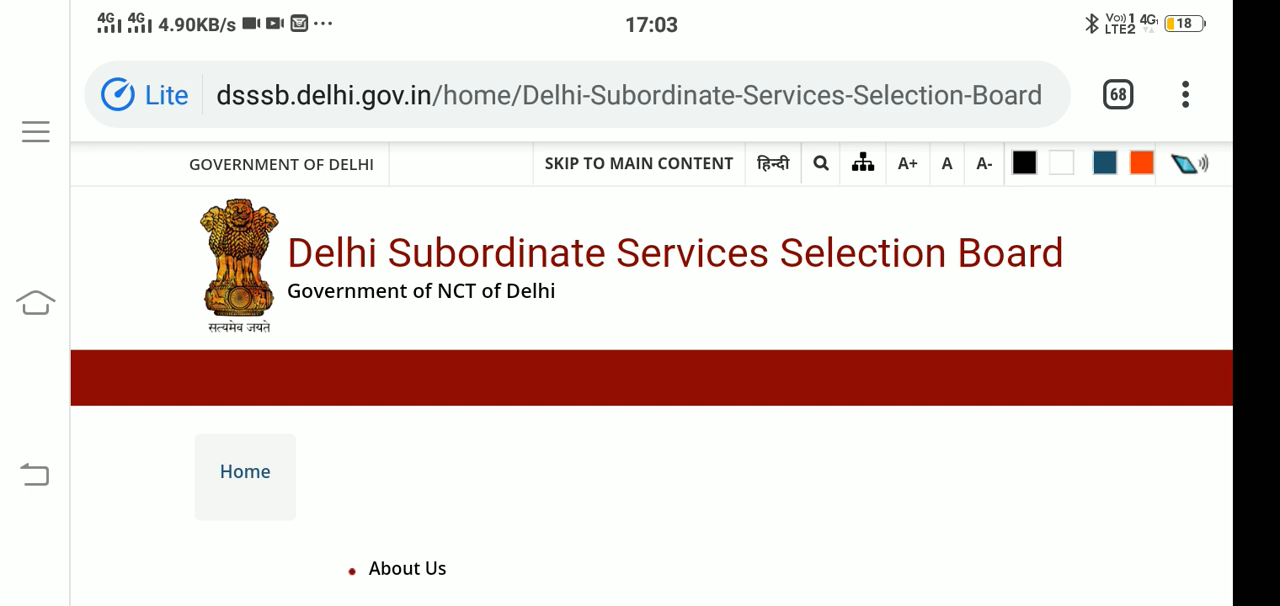 4G 4G 4.90KB/s 17:03 Vo)) 1 LTE2 4G 18
Lite dsssb.delhi.gov.in/home/Delhi-Subordinate-Services-Selection-Board 68
GOVERNMENT OF DELHI SKIP TO MAIN CONTENT हिन्दी A+ A A-
Delhi Subordinate Services Selection Board
Government of NCT of Delhi
सत्यमेव जयते
Home
About Us